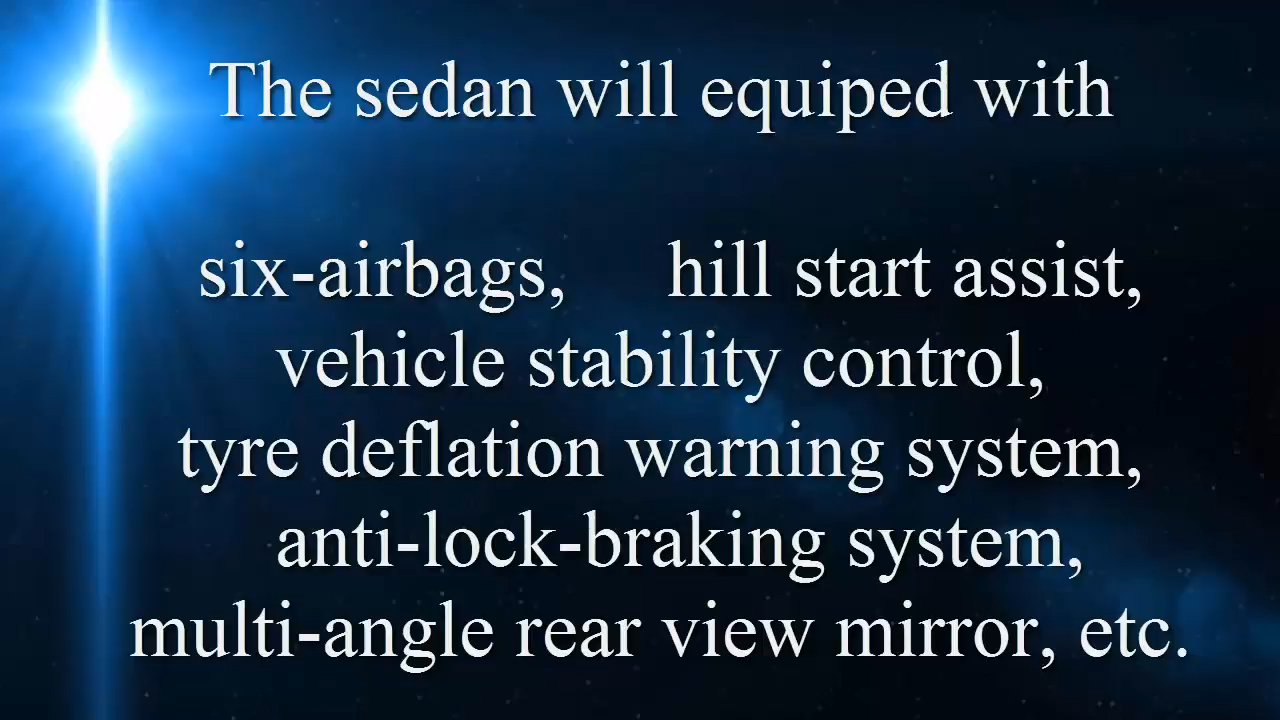 The sedan will equiped with
six-airbags, hill start assist,
vehicle stability control,
tyre deflation warning system,
anti-lock-braking system,
multi-angle rear view mirror, etc.